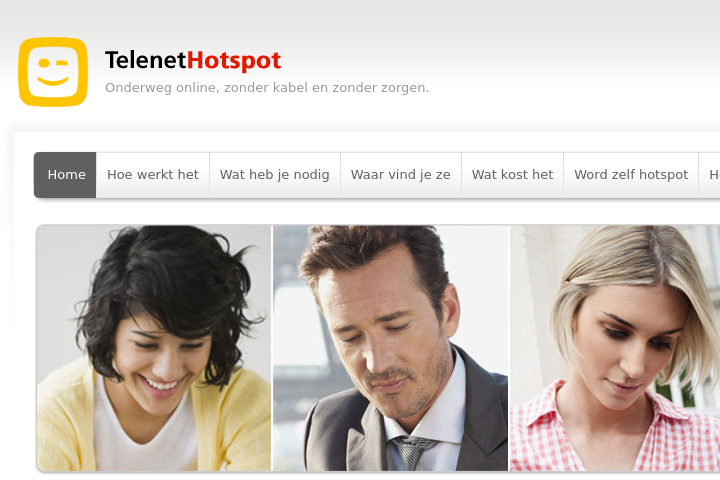 TelenetHotspot
Onderweg online, zonder kabel en zonder zorgen.
Home Hoe werkt het Wat heb je nodig Waar vind je ze Wat kost het Word zelf hotspot